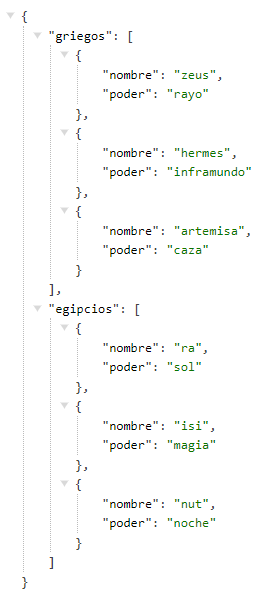 {
"griegos": [
{
"nombre": "zeus",
"poder": "rayo"
},
{
"nombre": "hermes",
"poder": "inframundo"
},
{
"nombre": "artemisa",
"poder": "caza"
}
],
"egipcios": [
{
"nombre": "ra",
"poder": "sol"
},
{
"nombre": "isi",
"poder": "magia"
},
{
"nombre": "nut",
"poder": "noche"
}
]
}